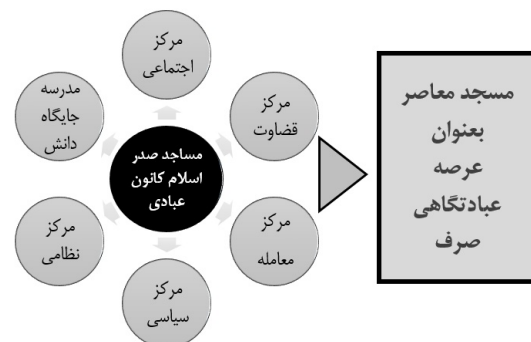 مرکز
اجتماعی
مرکز
قضاوت
مرکز
معامله
مرکز
سیاسی
مرکز
نظامی
مدرسه
جایگاه
دانش
مساجد صدر
اسلام کانون
عبادی
مسجد معاصر
بعنوان
عرصه
عبادتگاهی
صرف